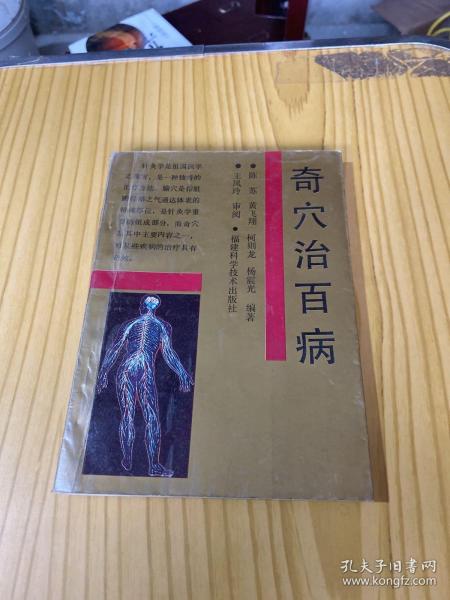 奇穴治百病
●陈 苏 黄飞翔 柯则龙 杨宸光 编著
●王凤玲 审阅 ●福建科学技术出版社
针灸学是祖国医学
之瑰宝,是一种独特的
治疗方法。腧穴是脏腑
经络之气通达体表的
特殊部位,是针灸学重
要组成部分,而奇穴
是其中主要内容之一,
对某些疾病的治疗具有
奇效。
孔夫子旧书网
www.kongfz.com